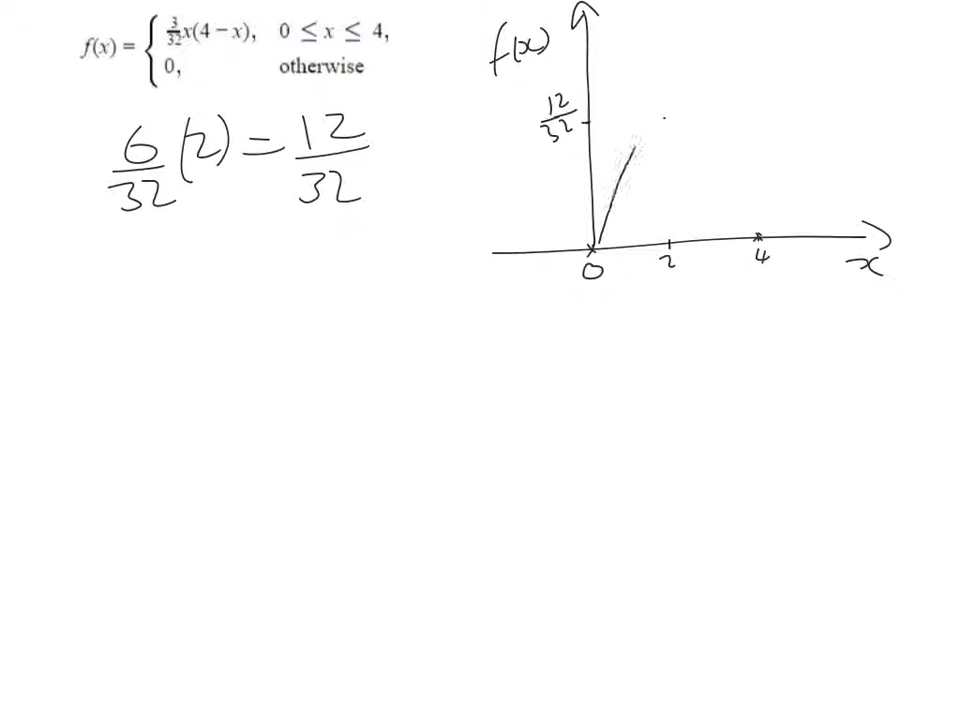 f(x) = { 3/32 x(4 − x), 0 ≤ x ≤ 4,
0, otherwise
6/32 (2) = 12/32
f(x)
12/32
0 2 4 x